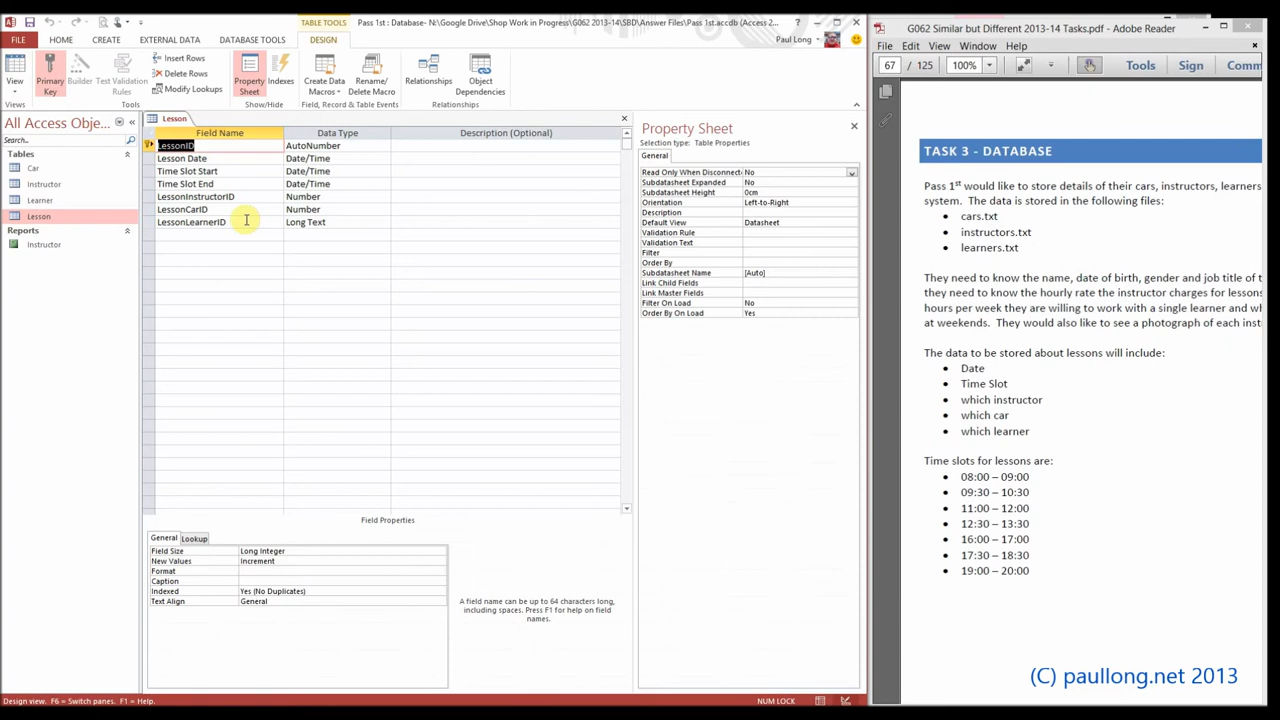 TABLE TOOLS
Pass 1st : Database- N:\Google Drive\Shop Work in Progress\G062 2013-14\SBD\Answer Files\Pass 1st.accdb (Access 2...
FILE HOME CREATE EXTERNAL DATA DATABASE TOOLS DESIGN Paul Long
View
Views
Primary Key
Builder
Test Validation Rules
Insert Rows
Delete Rows
Modify Lookups
Tools
Property Sheet
Indexes
Show/Hide
Create Data Macros
Rename/ Delete Macro
Field, Record & Table Events
Relationships
Object Dependencies
Relationships
All Access Obje...
Search...
Tables
Car
Instructor
Learner
Lesson
Reports
Instructor
Lesson
Field Name Data Type Description (Optional)
LessonID AutoNumber
Lesson Date Date/Time
Time Slot Start Date/Time
Time Slot End Date/Time
LessonInstructorID Number
LessonCarID Number
LessonLearnerID Long Text
Field Properties
General Lookup
Field Size Long Integer
New Values Increment
Format
Caption
Indexed Yes (No Duplicates)
Text Align General
A field name can be up to 64 characters long,
including spaces. Press F1 for help on field
names.
Property Sheet
Selection type: Table Properties
General
Read Only When Disconnect No
Subdatasheet Expanded No
Subdatasheet Height 0cm
Orientation Left-to-Right
Description
Default View Datasheet
Validation Rule
Validation Text
Filter
Order By
Subdatasheet Name [Auto]
Link Child Fields
Link Master Fields
Filter On Load No
Order By On Load Yes
Design view. F6 = Switch panes. F1 = Help.
NUM LOCK
G062 Similar but Different 2013-14 Tasks.pdf - Adobe Reader
File Edit View Window Help
67 / 125 100% Tools Sign Comm
TASK 3 - DATABASE
Pass 1st would like to store details of their cars, instructors, learners
system. The data is stored in the following files:
• cars.txt
• instructors.txt
• learners.txt
They need to know the name, date of birth, gender and job title of t
they need to know the hourly rate the instructor charges for lessons
hours per week they are willing to work with a single learner and wh
at weekends. They would also like to see a photograph of each inst
The data to be stored about lessons will include:
• Date
• Time Slot
• which instructor
• which car
• which learner
Time slots for lessons are:
• 08:00 – 09:00
• 09:30 – 10:30
• 11:00 – 12:00
• 12:30 – 13:30
• 16:00 – 17:00
• 17:30 – 18:30
• 19:00 – 20:00
(C) paullong.net 2013